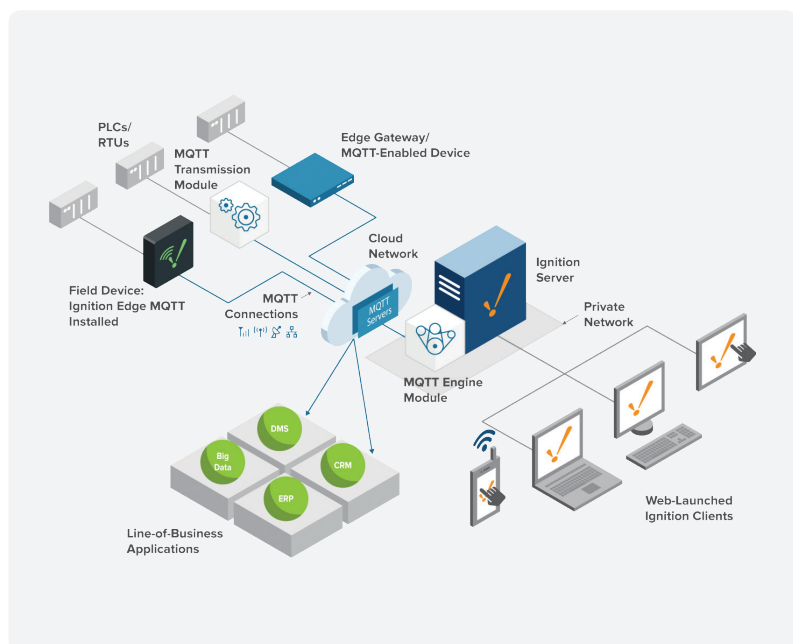 PLCs/
RTUs
MQTT
Transmission
Module
Edge Gateway/
MQTT-Enabled Device
Cloud
Network
Ignition
Server
Field Device:
Ignition Edge MQTT
Installed
MQTT
Connections
MQTT
Servers
Private
Network
MQTT Engine
Module
DMS
Big
Data
CRM
ERP
Line-of-Business
Applications
Web-Launched
Ignition Clients